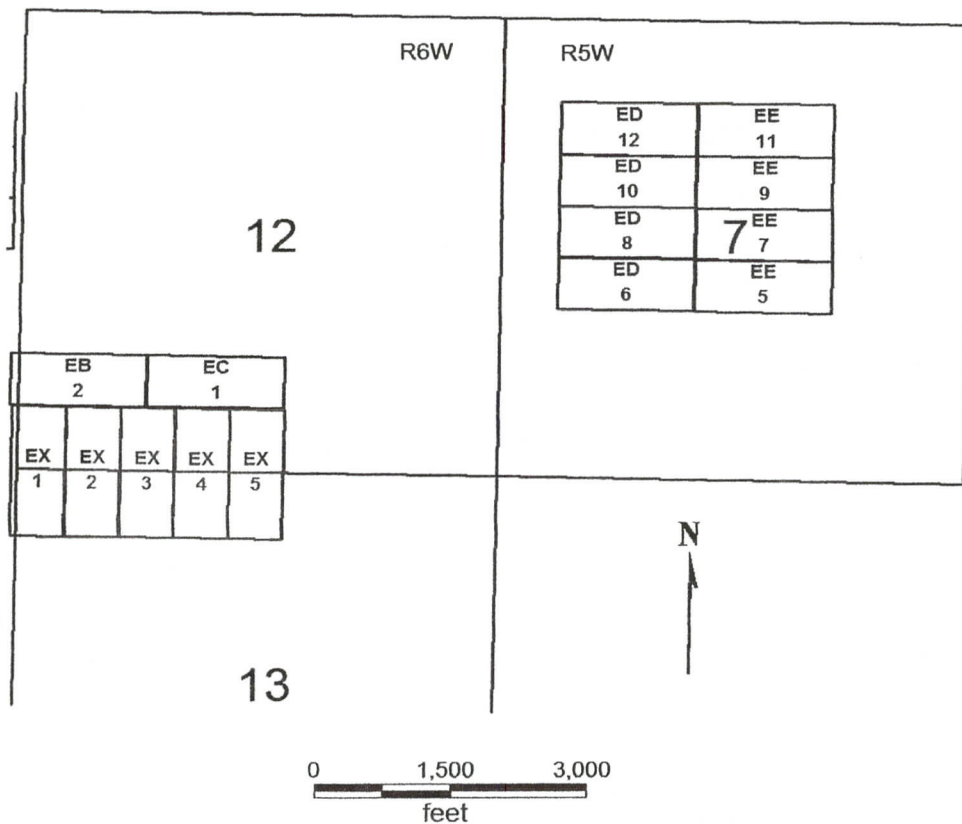 R6W R5W
ED EE
12 11
ED EE
10 9
12
ED 7 EE
8 7
ED EE
6 5
EB EC
2 1
EX EX EX EX EX
1 2 3 4 5
N
13
0 1,500 3,000
feet